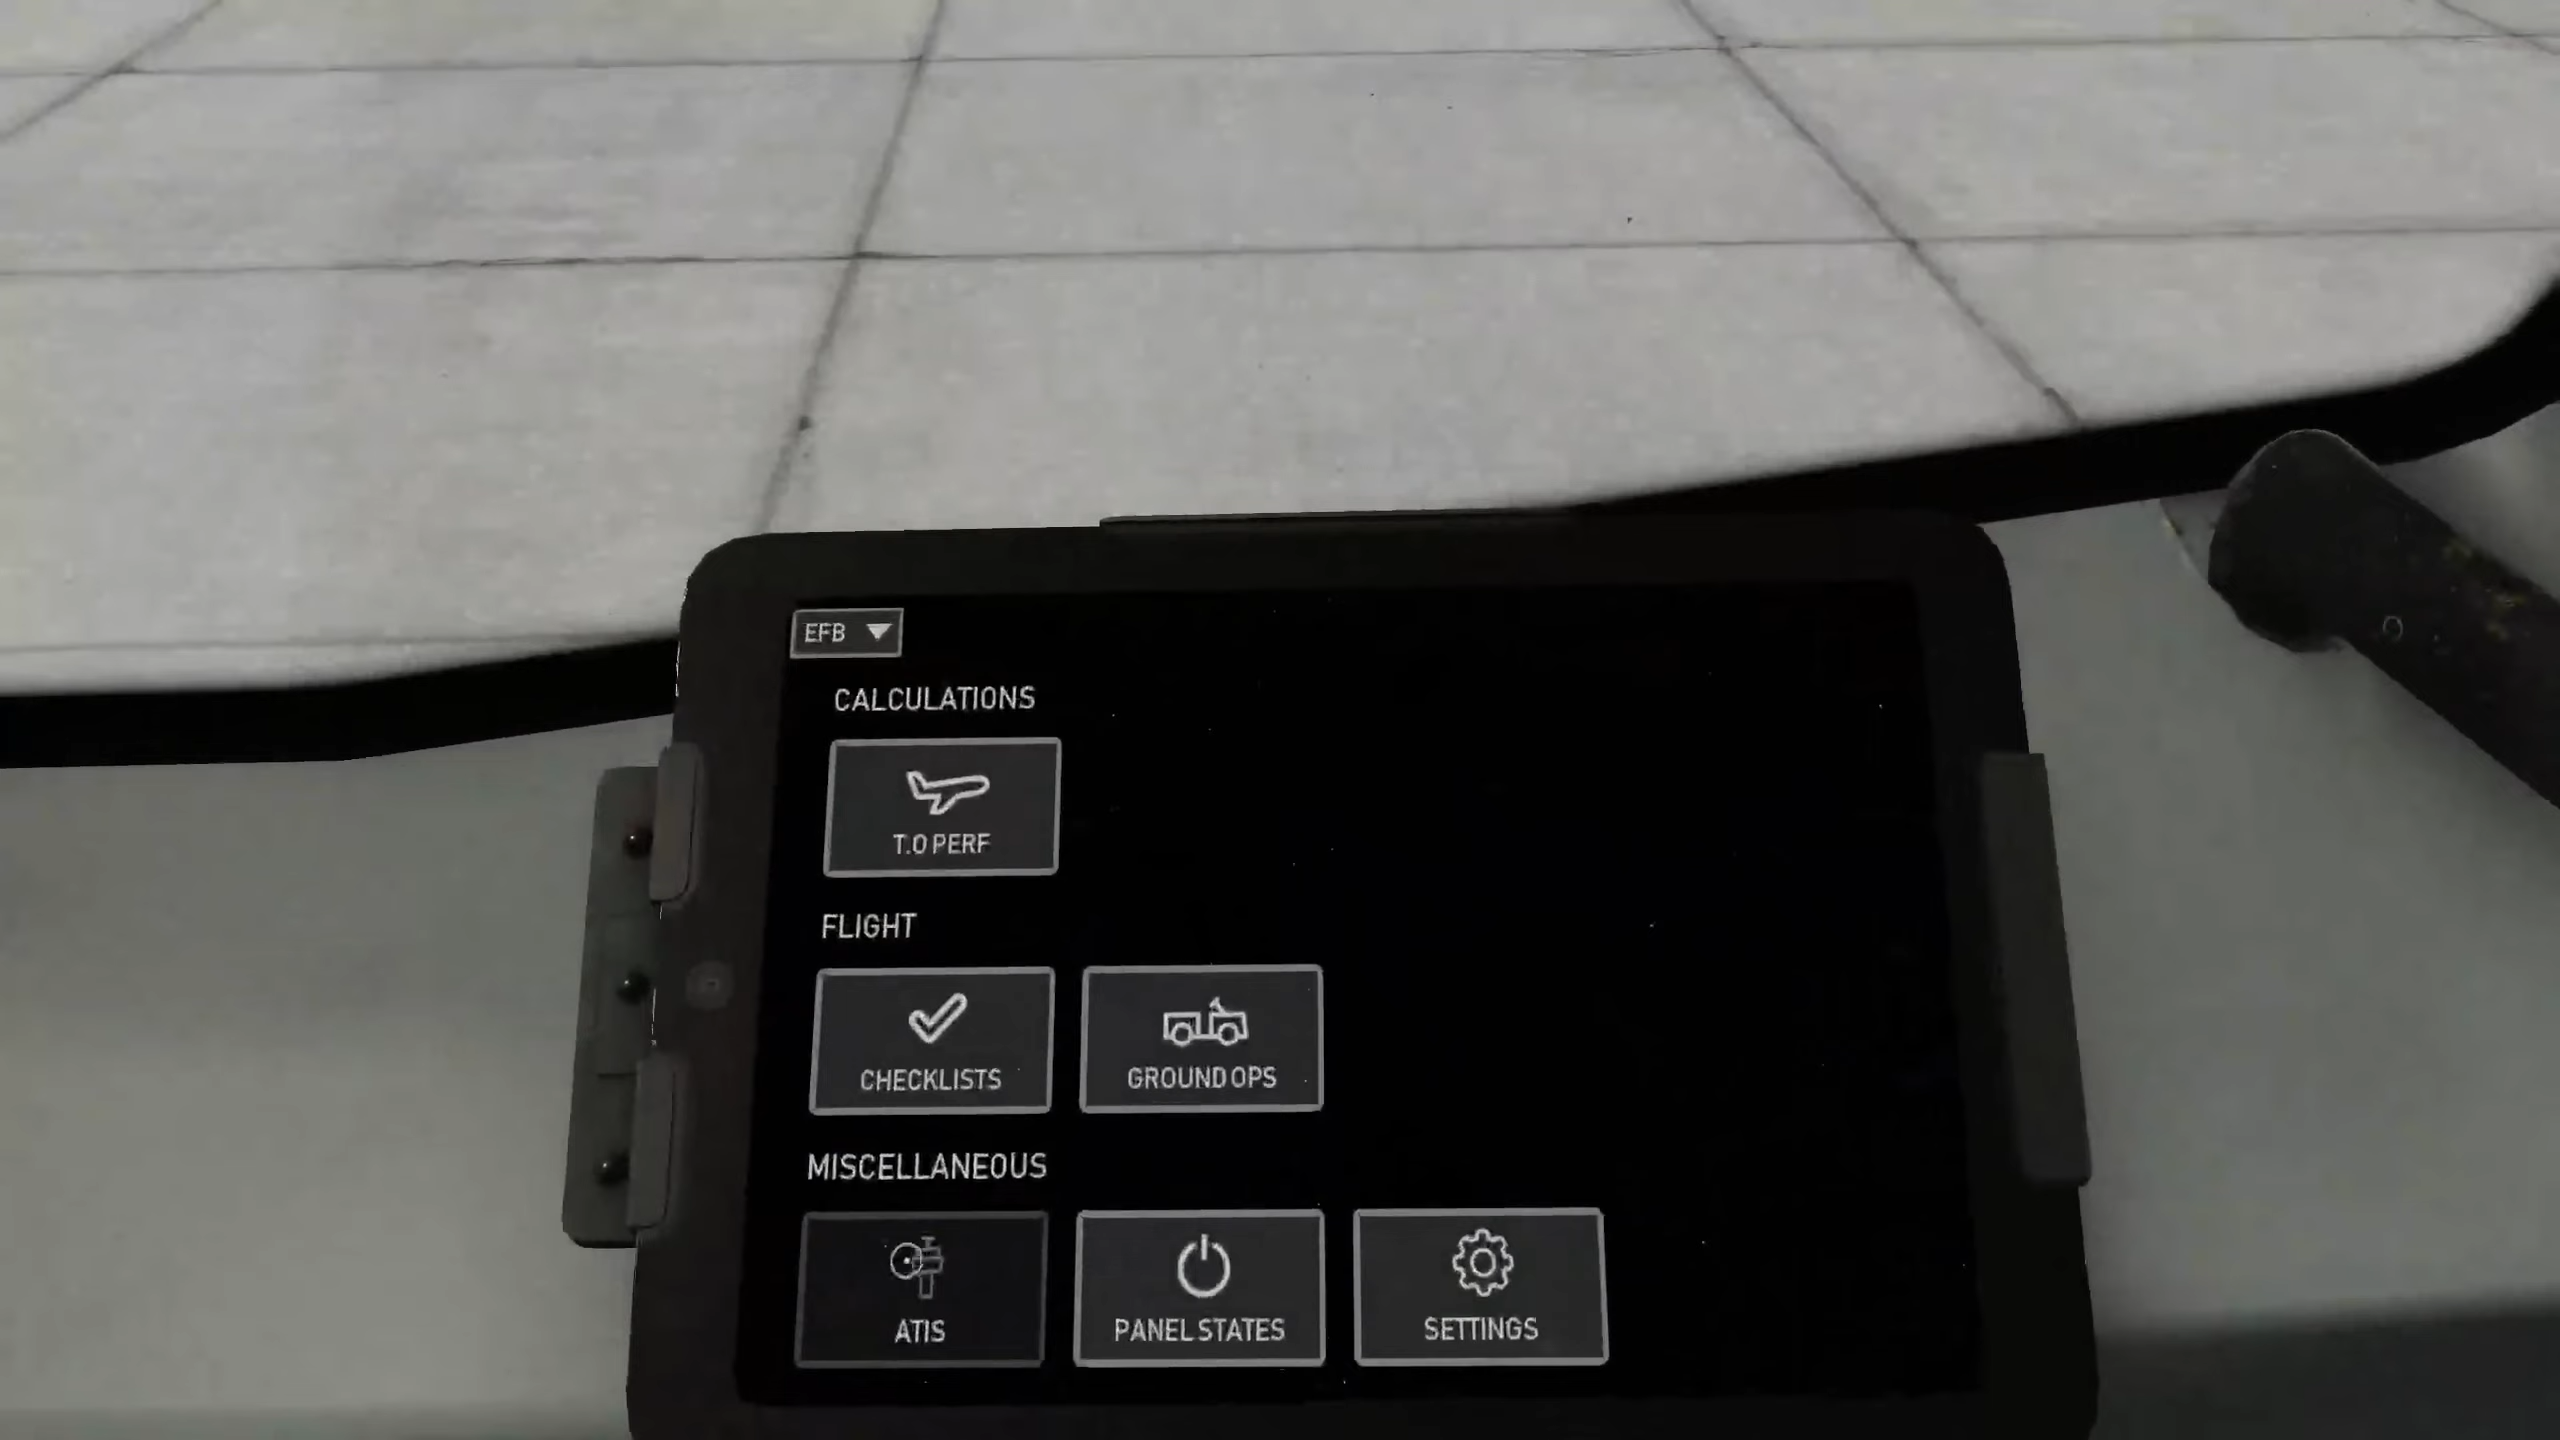 EFB
CALCULATIONS
T.O PERF
FLIGHT
CHECKLISTS
GROUND OPS
MISCELLANEOUS
ATIS
PANEL STATES
SETTINGS